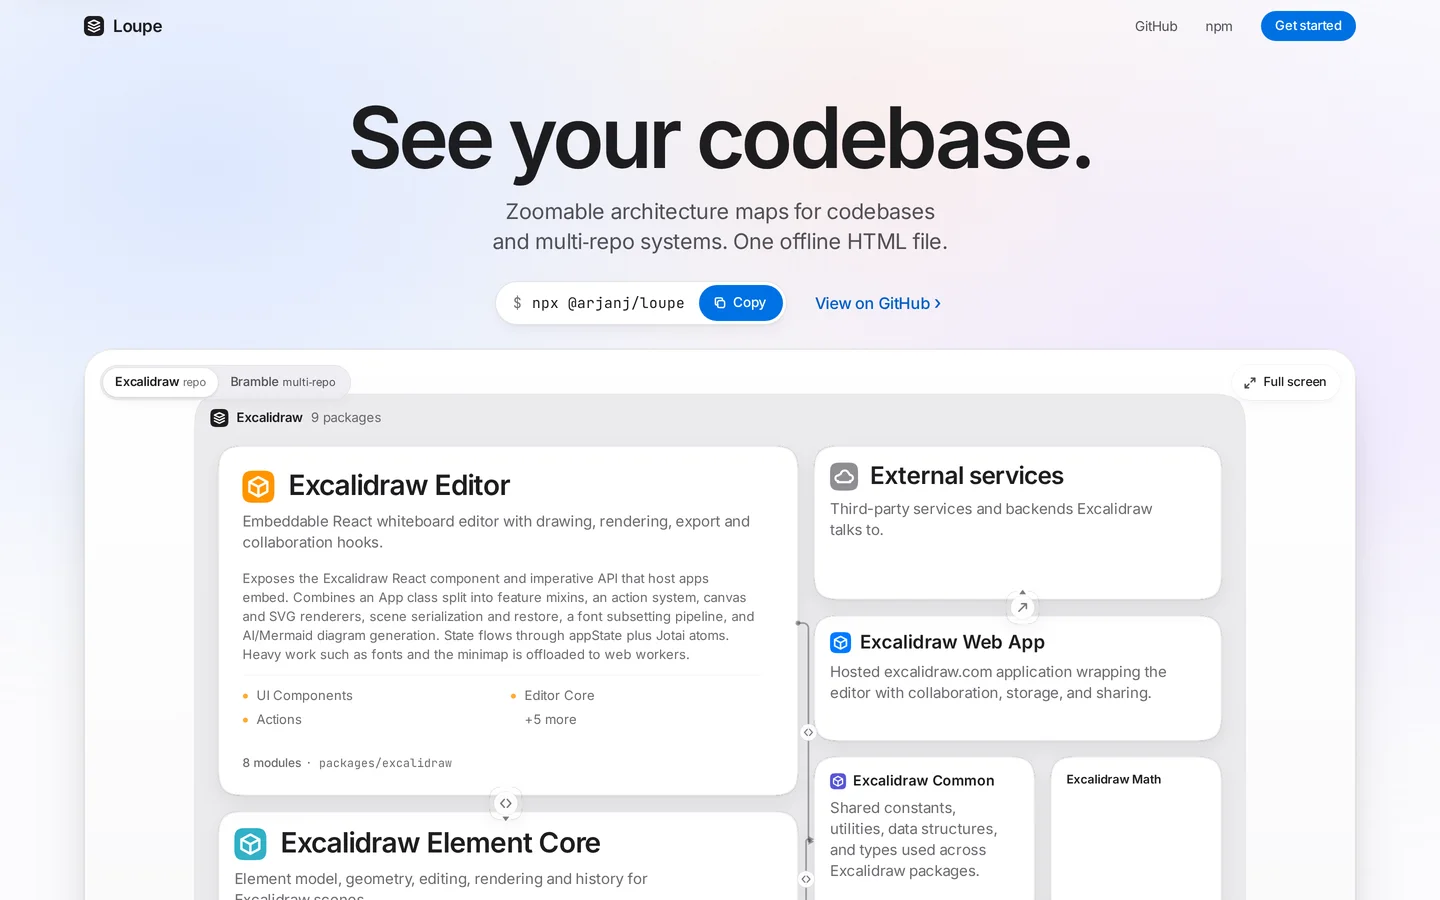 Loupe
GitHub
npm
Get started
See your codebase.
Zoomable architecture maps for codebases
and multi-repo systems. One offline HTML file.
$ npx @arjanj/loupe
Copy
View on GitHub ›
Excalidraw repo
Bramble multi-repo
Full screen
Excalidraw 9 packages
Excalidraw Editor
Embeddable React whiteboard editor with drawing, rendering, export and
collaboration hooks.
Exposes the Excalidraw React component and imperative API that host apps
embed. Combines an App class split into feature mixins, an action system, canvas
and SVG renderers, scene serialization and restore, a font subsetting pipeline, and
AI/Mermaid diagram generation. State flows through appState plus Jotai atoms.
Heavy work such as fonts and the minimap is offloaded to web workers.
UI Components
Editor Core
Actions
+5 more
8 modules · packages/excalidraw
External services
Third-party services and backends Excalidraw
talks to.
Excalidraw Web App
Hosted excalidraw.com application wrapping the
editor with collaboration, storage, and sharing.
Excalidraw Element Core
Element model, geometry, editing, rendering and history for
Excalidraw scenes
Excalidraw Common
Shared constants,
utilities, data structures,
and types used across
Excalidraw packages.
Excalidraw Math